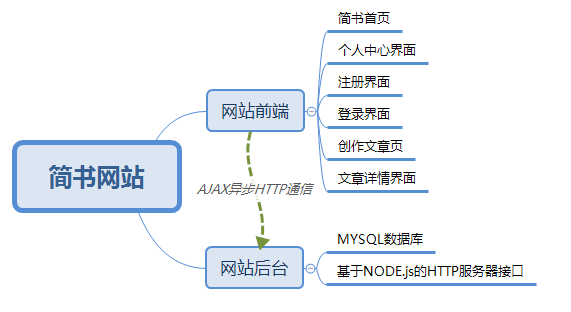 简书首页
个人中心界面
注册界面
网站前端
登录界面
创作文章页
文章详情界面
简书网站
AJAX异步HTTP通信
MYSQL数据库
网站后台
基于NODE.js的HTTP服务器接口